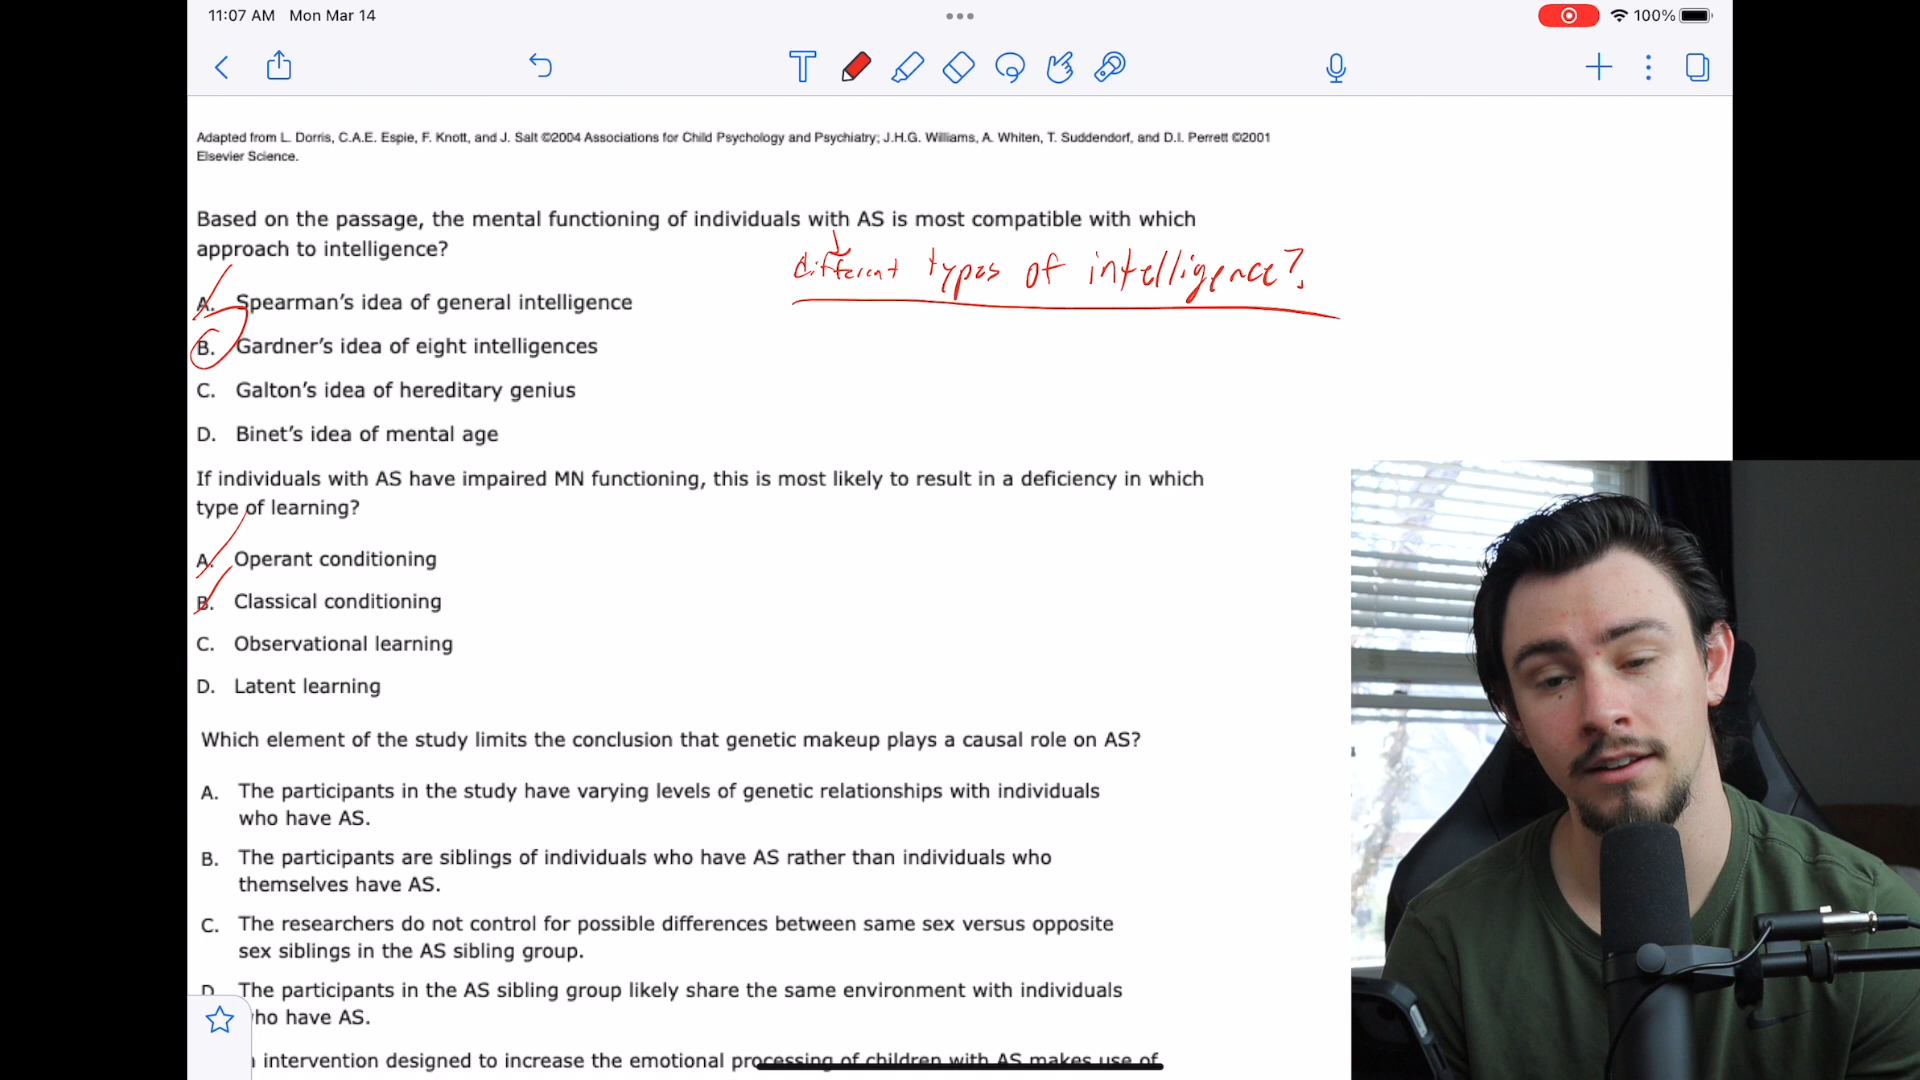 11:07 AM Mon Mar 14
100%
Adapted from L. Dorris, C.A.E. Espie, F. Knott, and J. Salt ©2004 Associations for Child Psychology and Psychiatry; J.H.G. Williams, A. Whiten, T. Suddendorf, and D.I. Perrett ©2001
Elsevier Science.
Based on the passage, the mental functioning of individuals with AS is most compatible with which
approach to intelligence?
different types of intelligence?
A. Spearman's idea of general intelligence
B. Gardner's idea of eight intelligences
C. Galton's idea of hereditary genius
D. Binet's idea of mental age
If individuals with AS have impaired MN functioning, this is most likely to result in a deficiency in which
type of learning?
A. Operant conditioning
B. Classical conditioning
C. Observational learning
D. Latent learning
Which element of the study limits the conclusion that genetic makeup plays a causal role on AS?
A. The participants in the study have varying levels of genetic relationships with individuals
who have AS.
B. The participants are siblings of individuals who have AS rather than individuals who
themselves have AS.
C. The researchers do not control for possible differences between same sex versus opposite
sex siblings in the AS sibling group.
D. The participants in the AS sibling group likely share the same environment with individuals
who have AS.
intervention designed to increase the emotional processing of children with AS makes use of